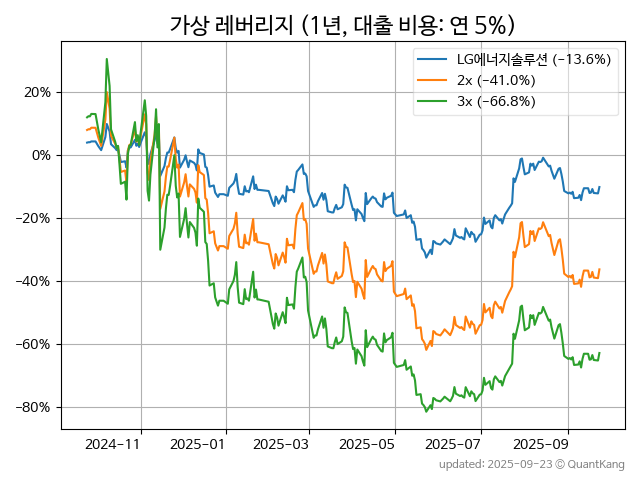 가상 레버리지 (1년, 대출 비용: 연 5%)
LG에너지솔루션 (−13.6%)
2x (−41.0%)
3x (−66.8%)
20%
0%
−20%
−40%
−60%
−80%
2024-11 2025-01 2025-03 2025-05 2025-07 2025-09
updated: 2025-09-23 © QuantKang